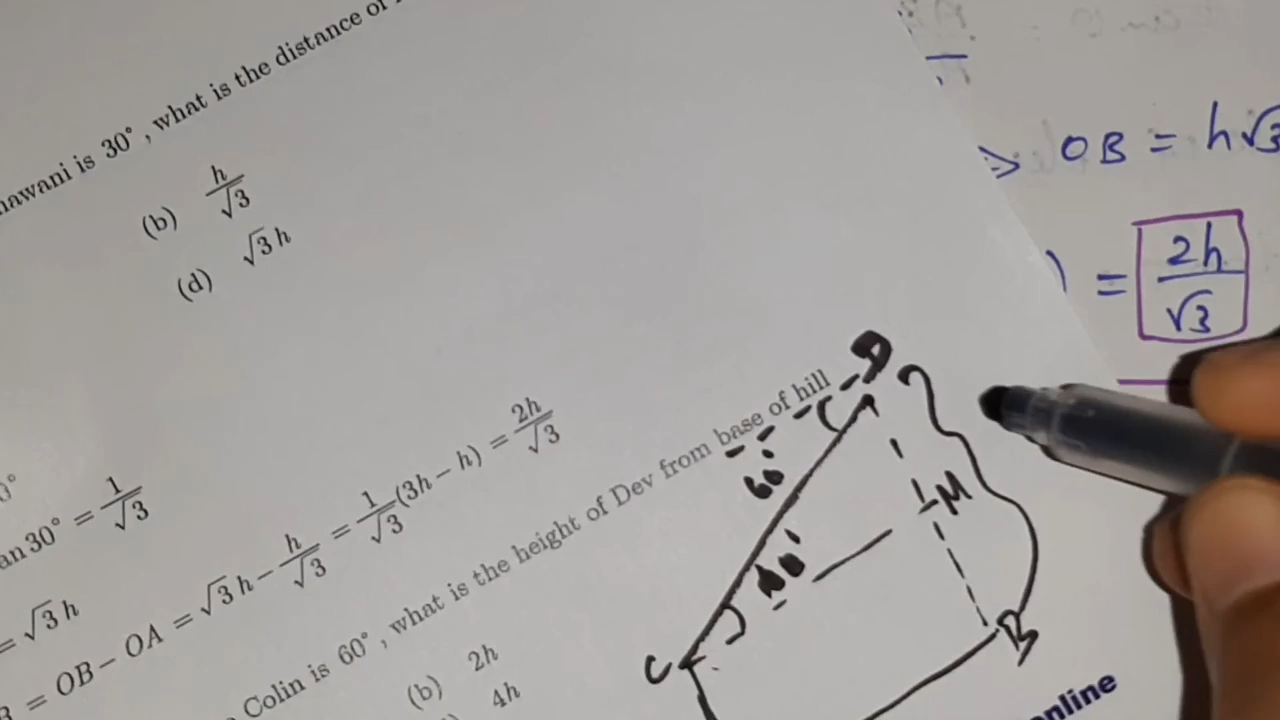 is 30° , what is the distance of
(b) h/√3
(d) √3 h
an 30° = 1/√3
= √3 h
= OB − OA = √3 h − h/√3 = 1/√3 (3h − h) = 2h/√3
Colin is 60° , what is the height of Dev from base of hill
(b) 2h
4h
online
⇒ OB = h√3
= 2h/√3
60°
M
C
B